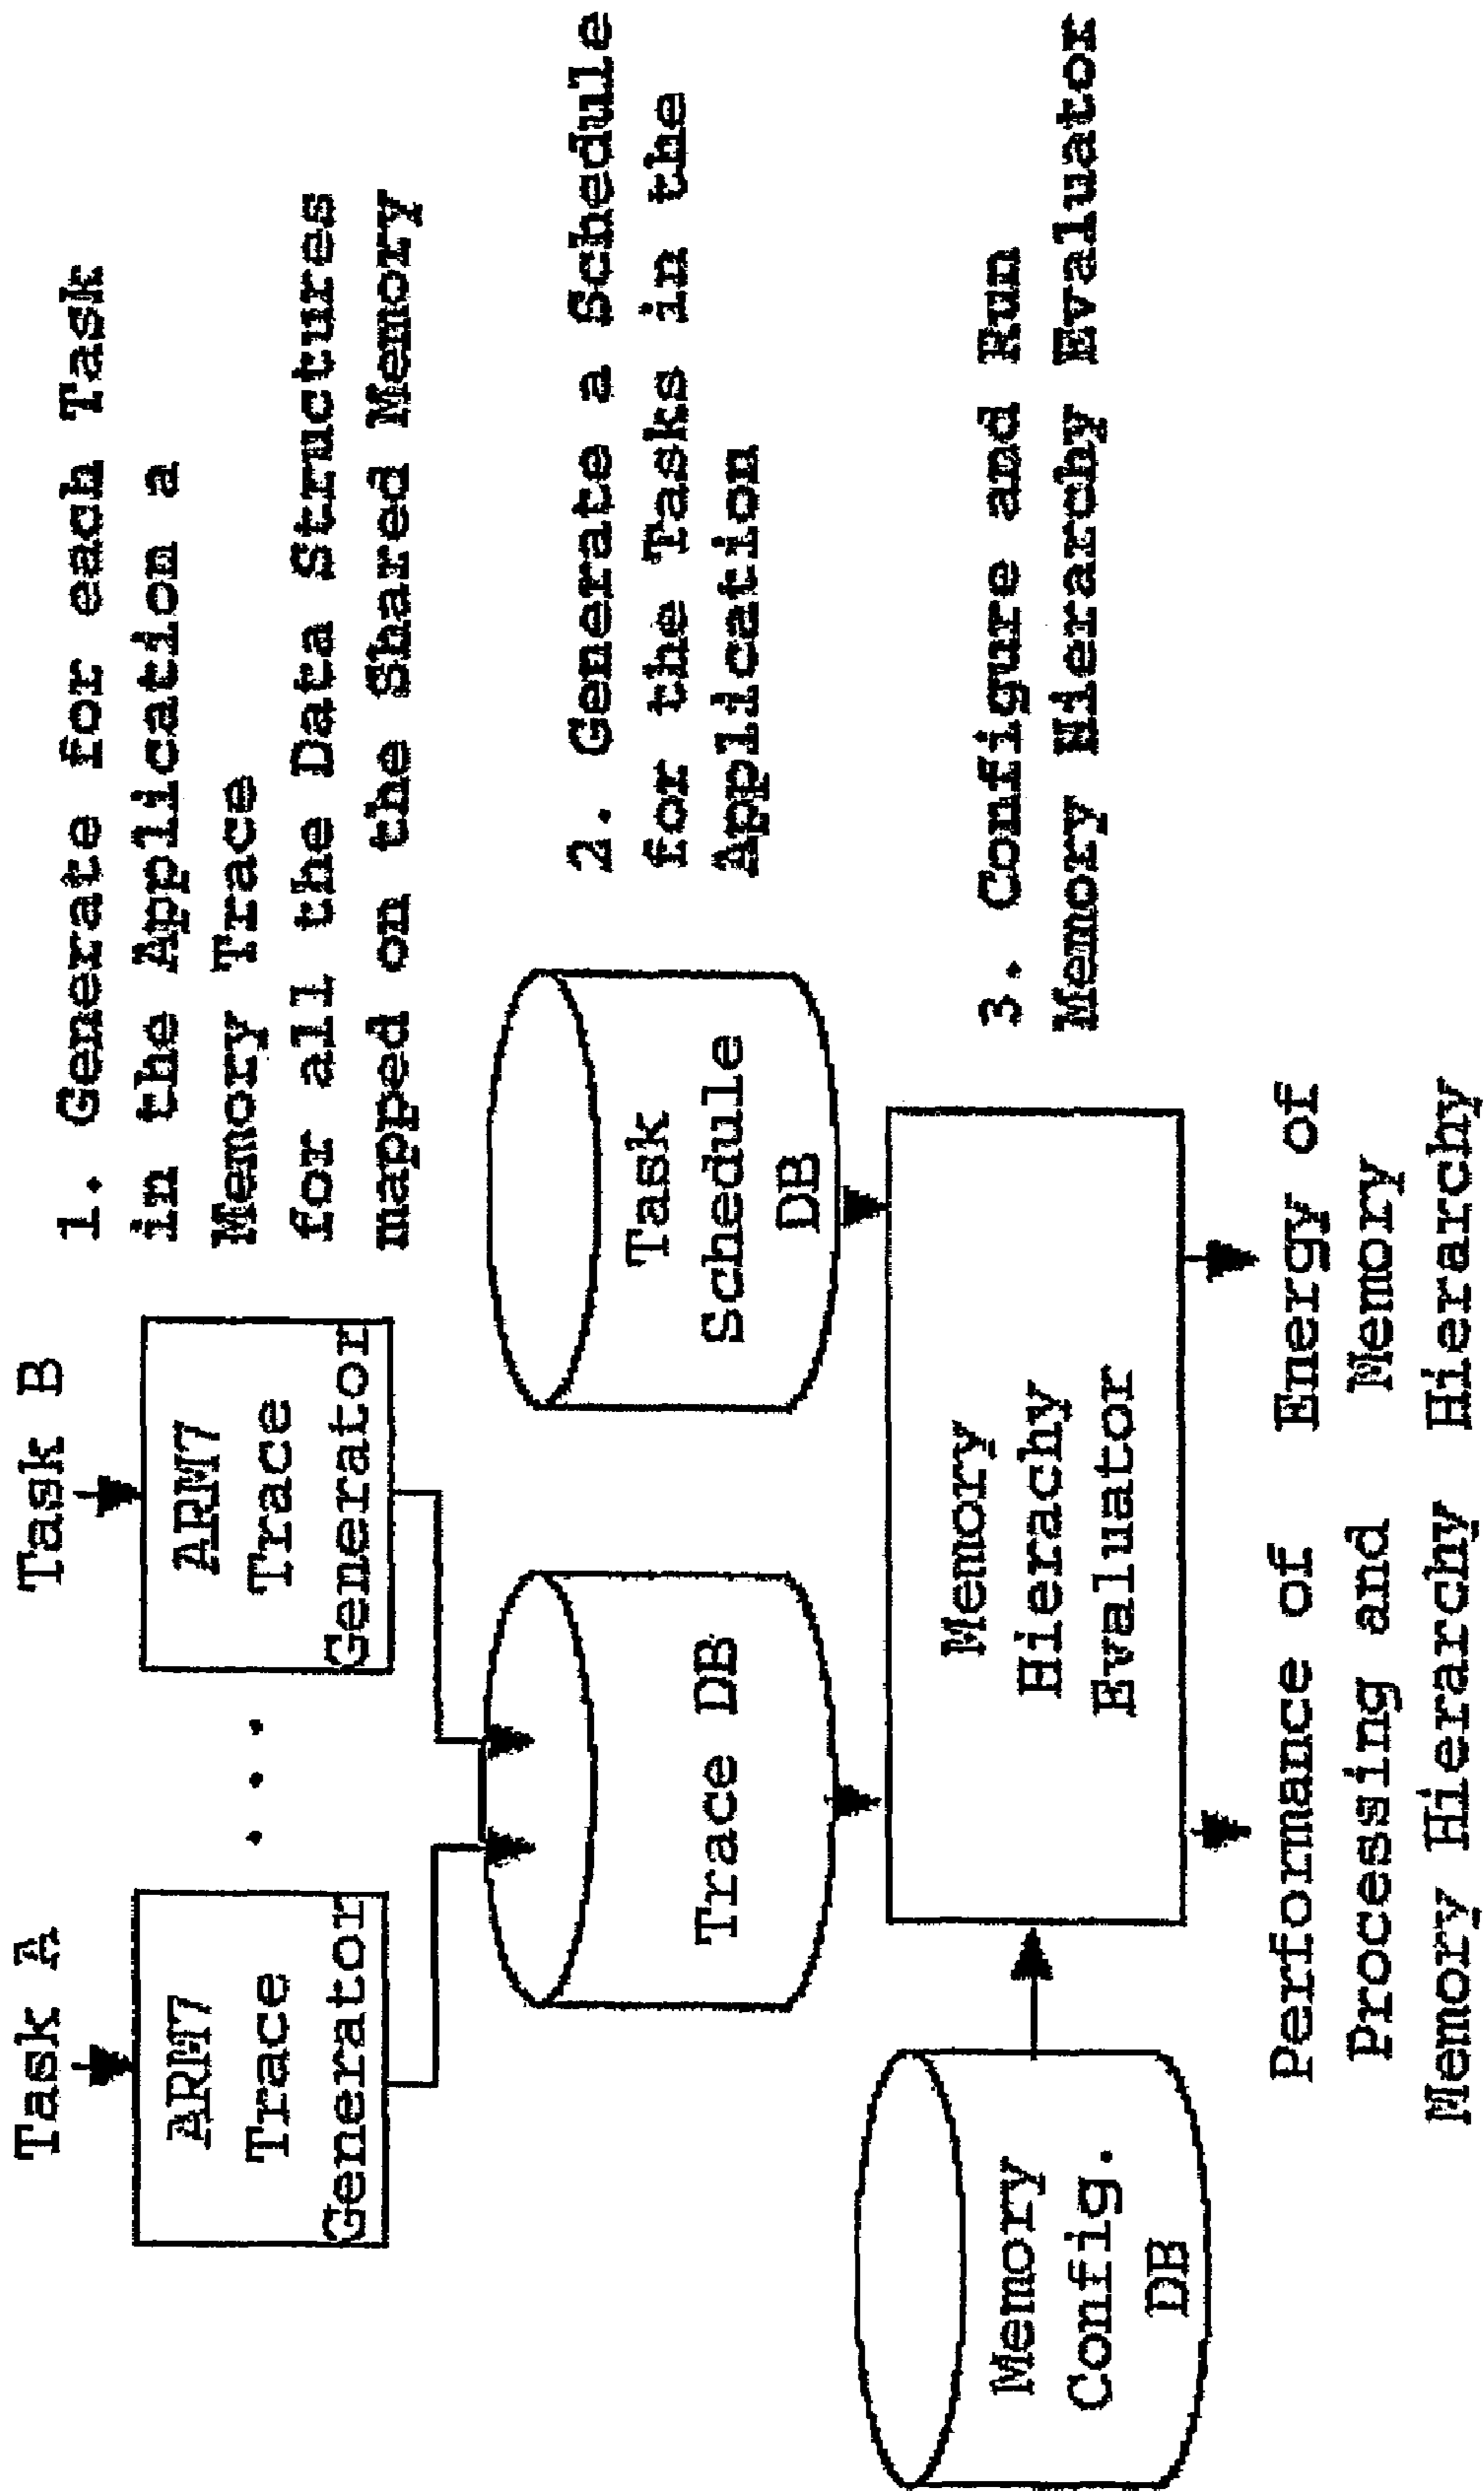 Task A
Task B
ARM7
Trace
Generator
. . .
ARM7
Trace
Generator
1. Generate for each Task
in the Application a
Memory Trace
for all the Data Structures
mapped on the Shared Memory
Trace DB
Task
Schedule
DB
2. Generate a Schedule
for the Tasks in the
Application
Memory
Config.
DB
Memory
Hierachy
Evaluator
3. Configure and Run
Memory Hierarchy Evaluator
Performance of
Processing and
Memory Hierarchy
Energy of
Memory
Hierarchy